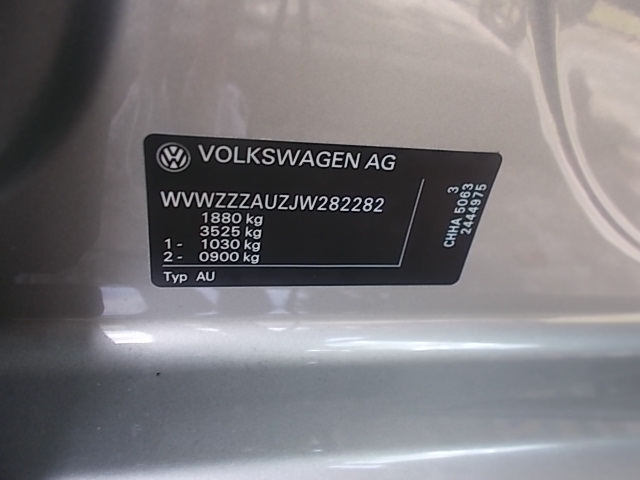 VOLKSWAGEN AG
WVWZZZAUZJW282282
1880 kg
3525 kg
1 - 1030 kg
2 - 0900 kg
Typ AU
3
CHHA 5063
2444975